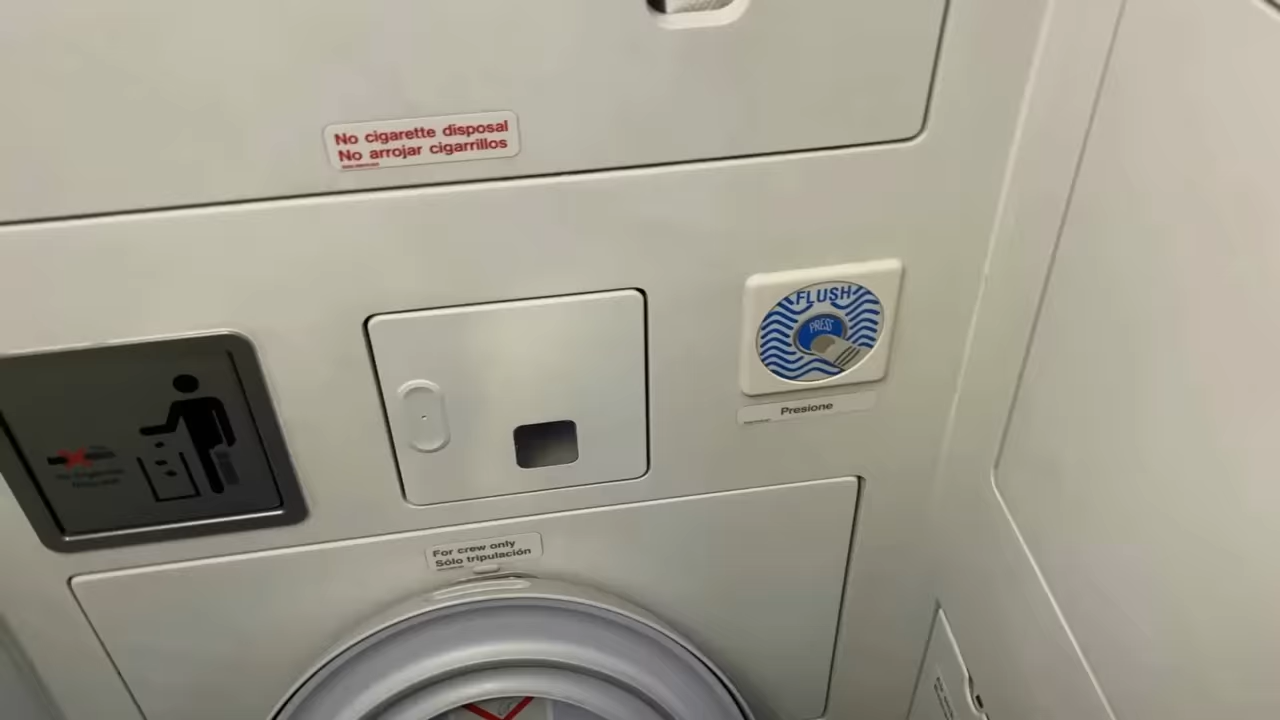 No cigarette disposal
No arrojar cigarrillos
FLUSH
PRESS
Presione
For crew only
Sólo tripulación